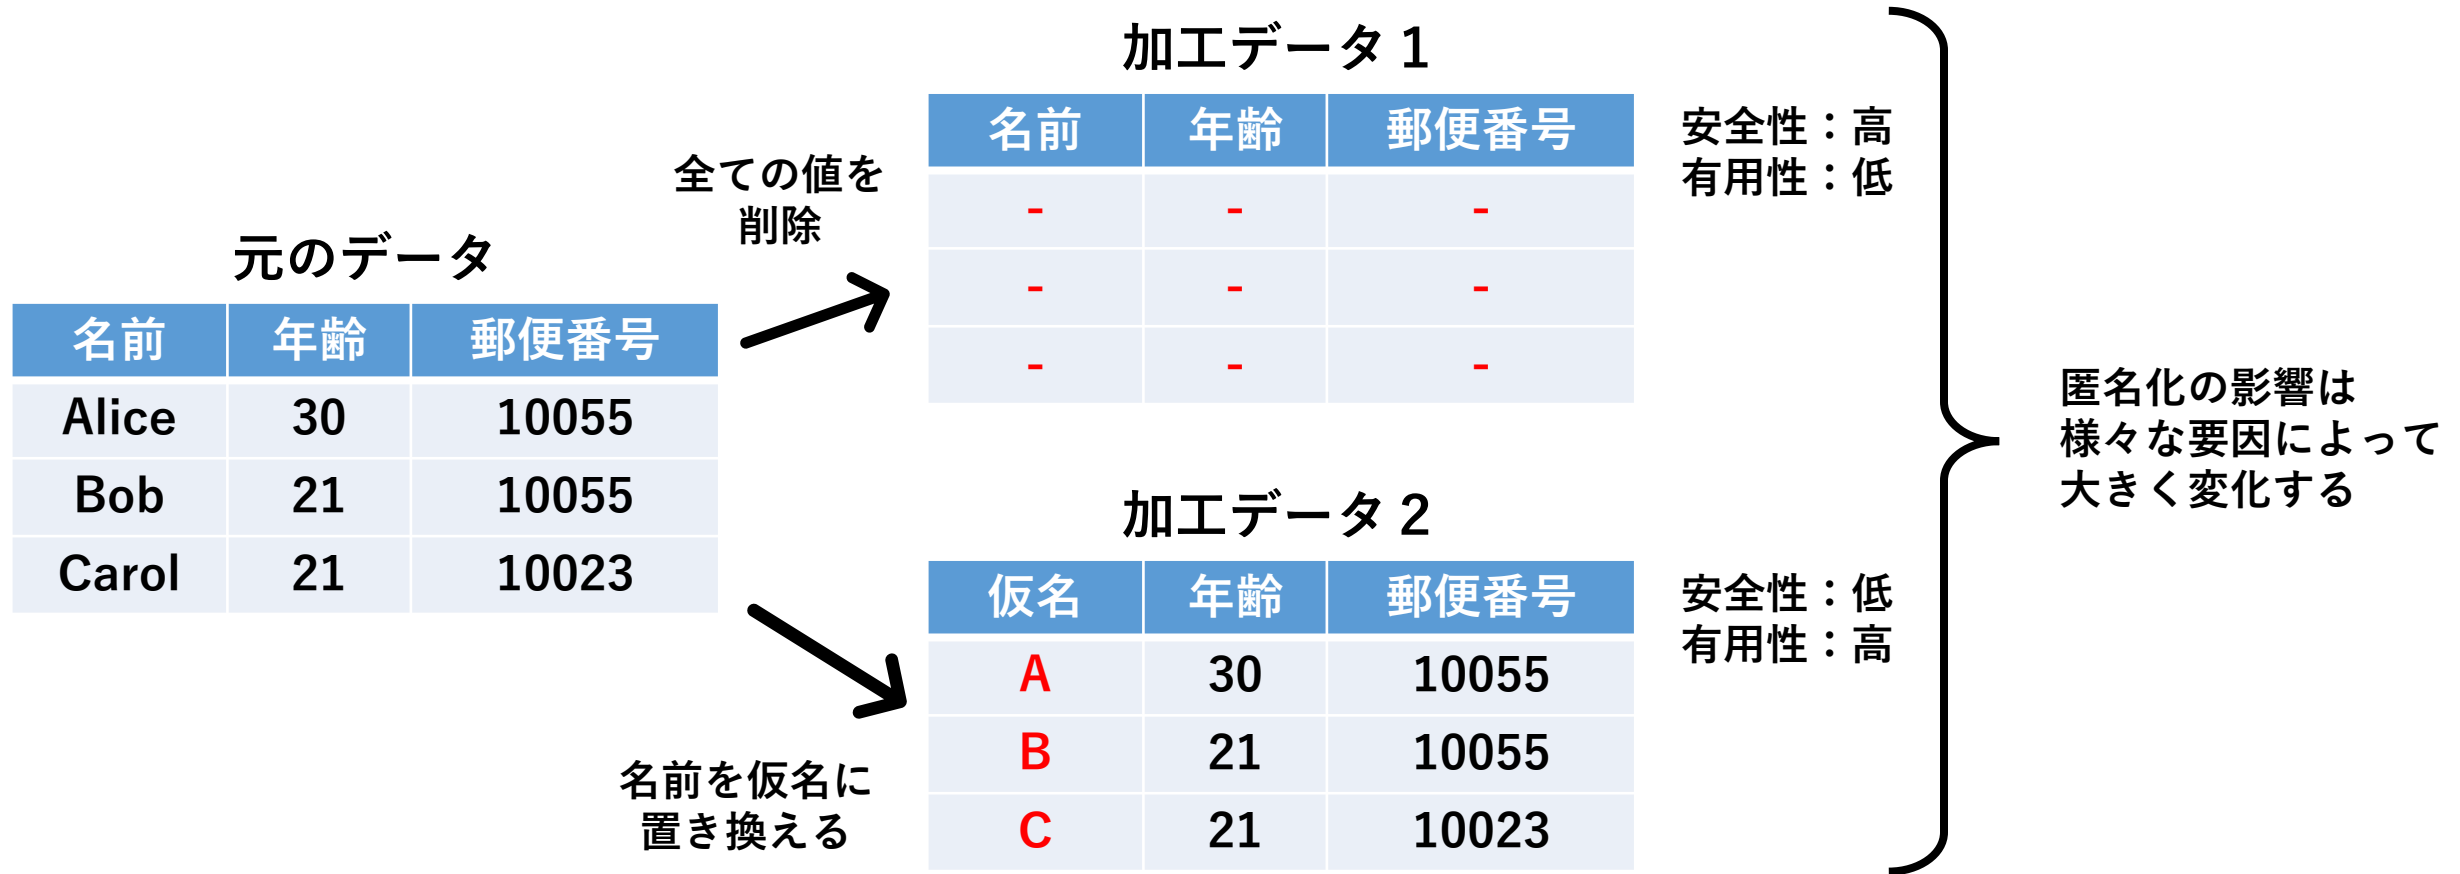 元のデータ
名前 年齢 郵便番号
Alice 30 10055
Bob 21 10055
Carol 21 10023
全ての値を
削除
加工データ1
名前 年齢 郵便番号
- - -
- - -
- - -
安全性：高
有用性：低
名前を仮名に
置き換える
加工データ2
仮名 年齢 郵便番号
A 30 10055
B 21 10055
C 21 10023
安全性：低
有用性：高
匿名化の影響は
様々な要因によって
大きく変化する